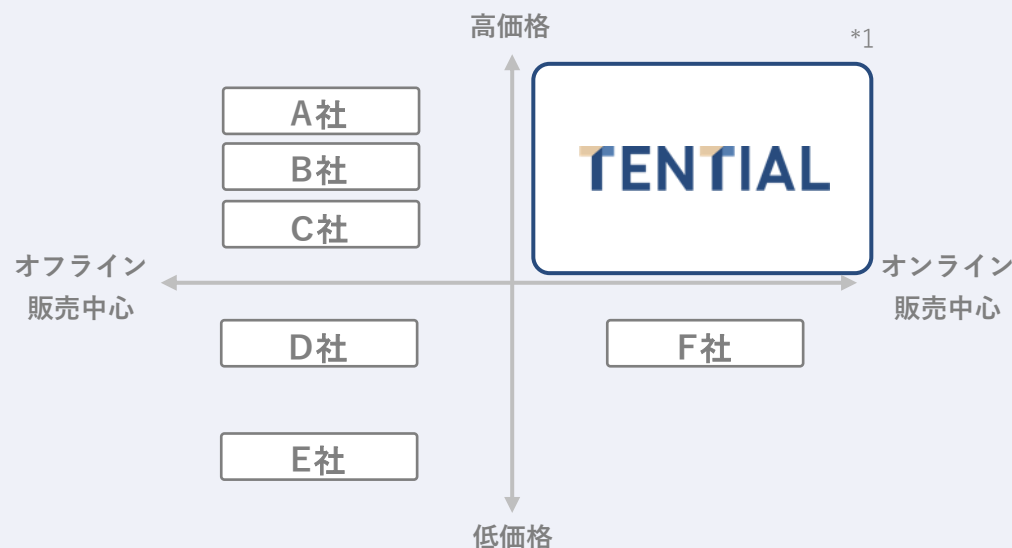 高価格
*1
A社
TENTIAL
B社
C社
オフライン
販売中心
オンライン
販売中心
D社
F社
E社
低価格